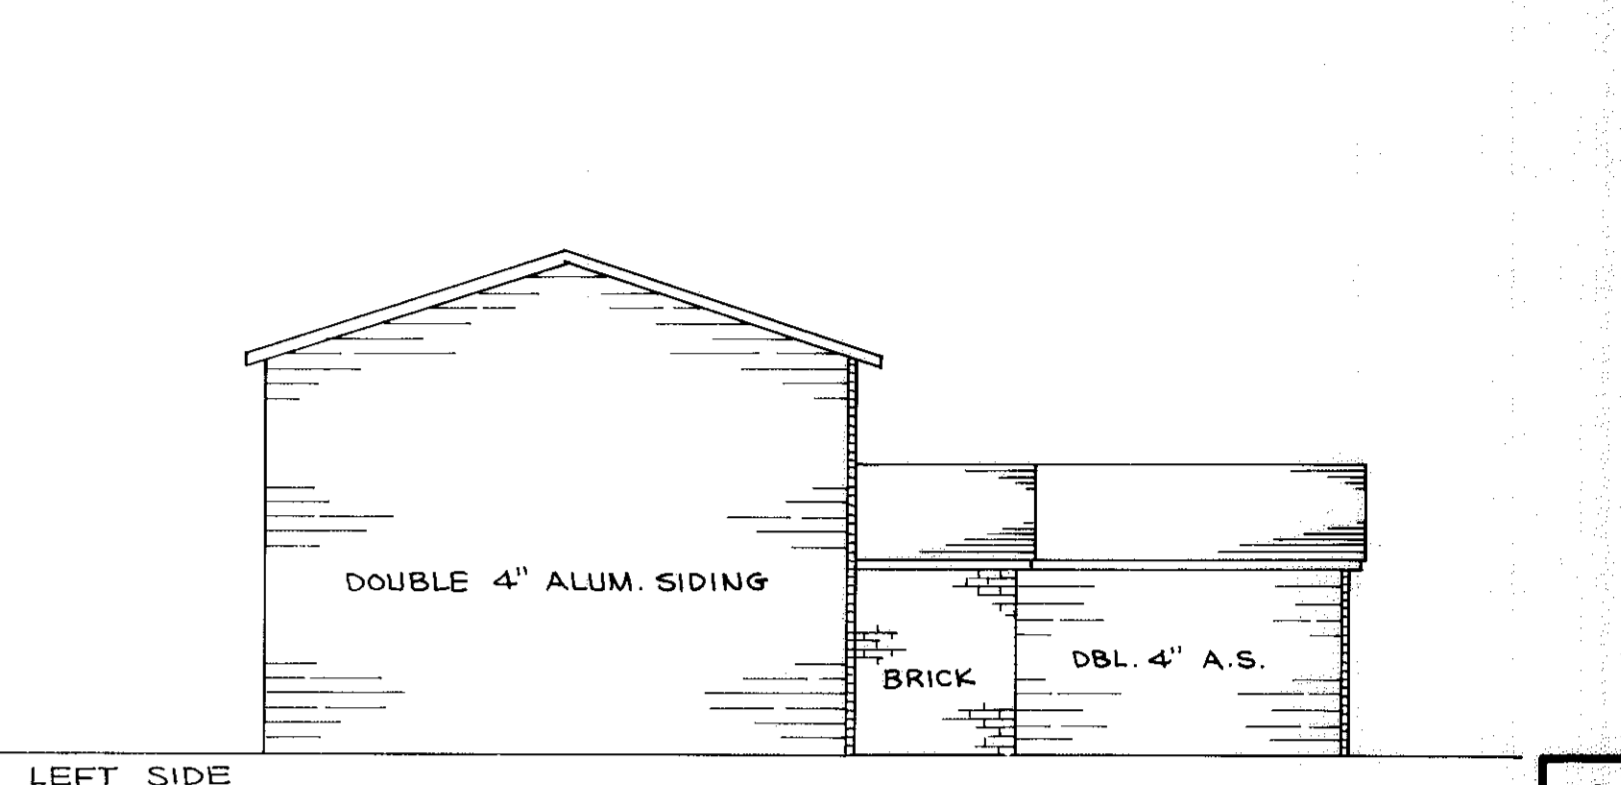 DOUBLE 4" ALUM. SIDING
DBL. 4" A.S.
BRICK
LEFT SIDE